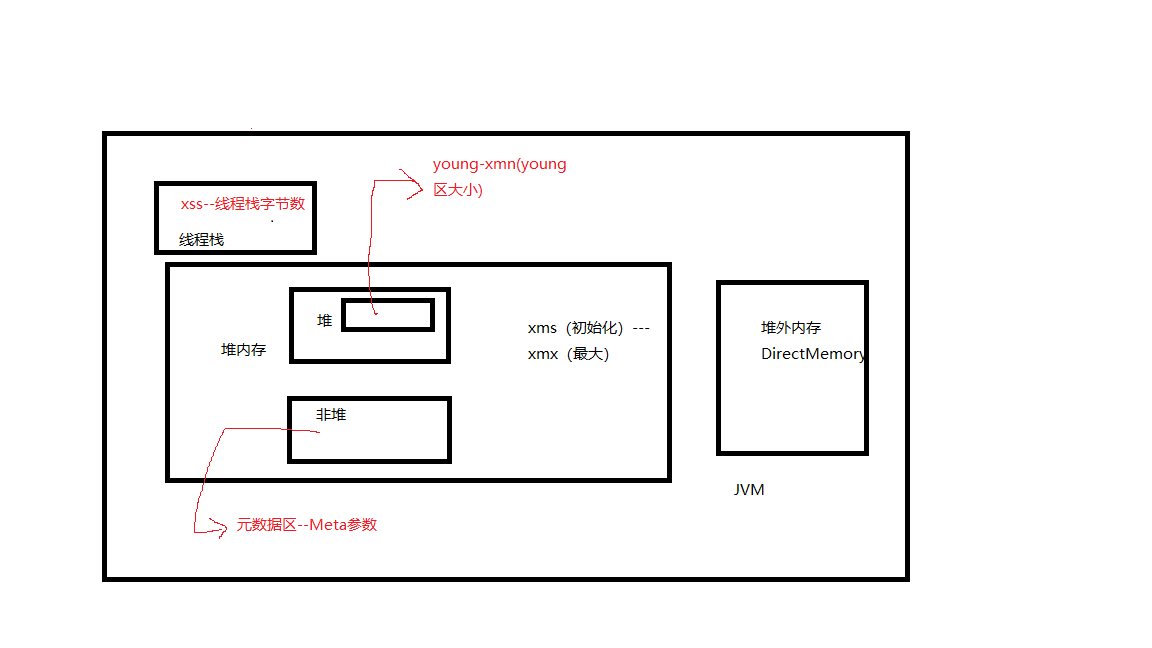 young-xmn(young
区大小)
xss--线程栈字节数
线程栈
堆
堆内存
xms（初始化）---
xmx（最大）
堆外内存
DirectMemory
非堆
JVM
元数据区--Meta参数